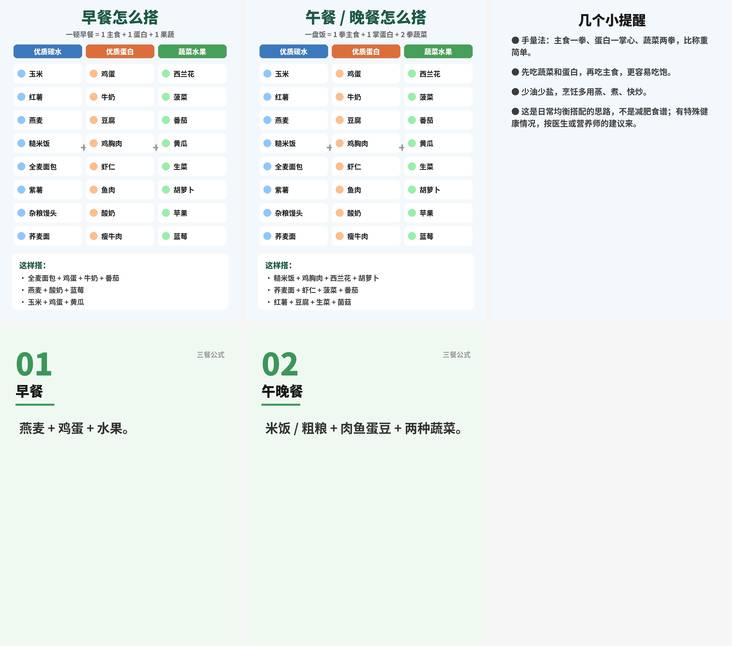 早餐怎么搭
一顿早餐 = 1 主食 + 1 蛋白 + 1 果蔬
优质碳水 优质蛋白 蔬菜水果
玉米 鸡蛋 西兰花
红薯 牛奶 菠菜
燕麦 豆腐 番茄
糙米饭 + 鸡胸肉 + 黄瓜
全麦面包 虾仁 生菜
紫薯 鱼肉 胡萝卜
杂粮馒头 酸奶 苹果
荞麦面 瘦牛肉 蓝莓
这样搭：
· 全麦面包 + 鸡蛋 + 牛奶 + 番茄
· 燕麦 + 酸奶 + 蓝莓
· 玉米 + 鸡蛋 + 黄瓜
午餐 / 晚餐怎么搭
一盘饭 = 1 拳主食 + 1 掌蛋白 + 2 拳蔬菜
优质碳水 优质蛋白 蔬菜水果
玉米 鸡蛋 西兰花
红薯 牛奶 菠菜
燕麦 豆腐 番茄
糙米饭 + 鸡胸肉 + 黄瓜
全麦面包 虾仁 生菜
紫薯 鱼肉 胡萝卜
杂粮馒头 酸奶 苹果
荞麦面 瘦牛肉 蓝莓
这样搭：
· 糙米饭 + 鸡胸肉 + 西兰花 + 胡萝卜
· 荞麦面 + 虾仁 + 菠菜 + 番茄
· 红薯 + 豆腐 + 生菜 + 菌菇
几个小提醒
● 手量法：主食一拳、蛋白一掌心、蔬菜两拳，比称重
简单。
● 先吃蔬菜和蛋白，再吃主食，更容易吃饱。
● 少油少盐，烹饪多用蒸、煮、快炒。
● 这是日常均衡搭配的思路，不是减肥食谱；有特殊健
康情况，按医生或营养师的建议来。
01
三餐公式
早餐
燕麦 + 鸡蛋 + 水果。
02
三餐公式
午晚餐
米饭 / 粗粮 + 肉鱼蛋豆 + 两种蔬菜。